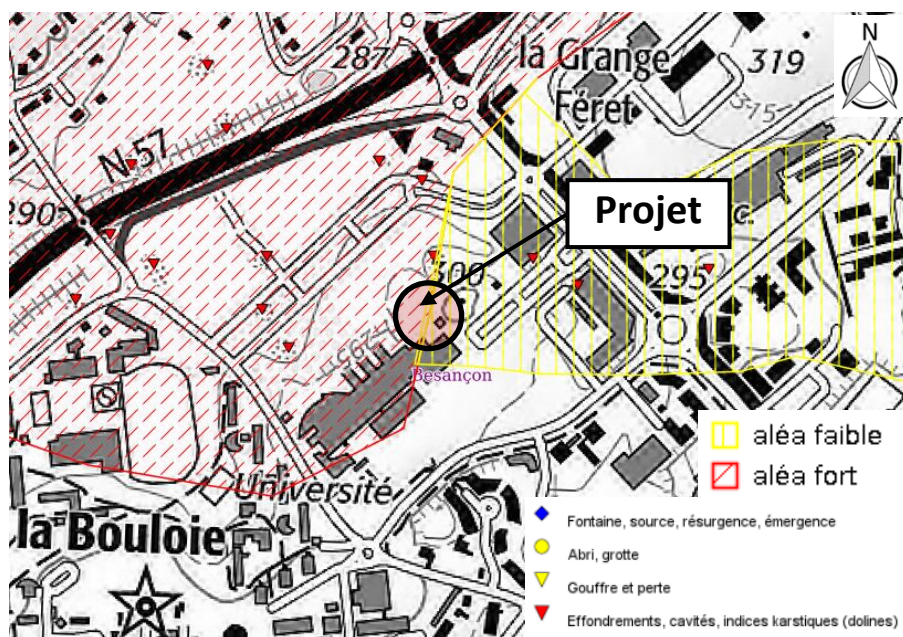 N
la Grange
Féret
287
319
315
N 57
290
Projet
C.
300
295
295
Besançon
aléa faible
aléa fort
Université
la Bouloie
Fontaine, source, résurgence, émergence
Abri, grotte
Gouffre et perte
Effondrements, cavités, indices karstiques (dolines)